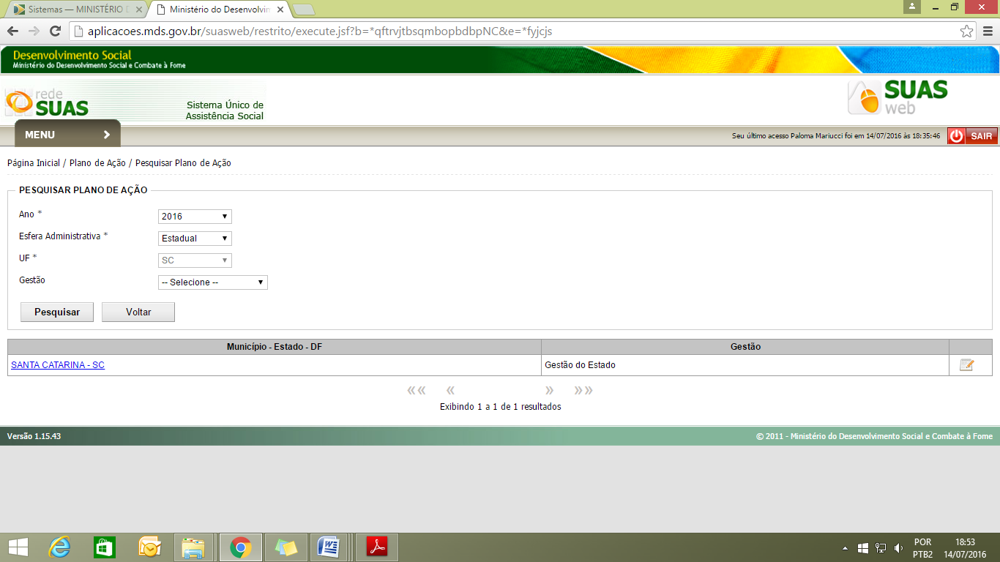 Sistemas — MINISTÉRIO D
Ministério do Desenvolvim
aplicacoes.mds.gov.br/suasweb/restrito/execute.jsf?b=*qftrvjtbsqmbopbdbpNC&e=*fyjcjs
Desenvolvimento Social
Ministério do Desenvolvimento Social e Combate à Fome
rede
SUAS
Sistema Único de
Assistência Social
SUAS
web
MENU
Seu último acesso Paloma Mariucci foi em 14/07/2016 às 18:35:46
SAIR
Página Inicial / Plano de Ação / Pesquisar Plano de Ação
PESQUISAR PLANO DE AÇÃO
Ano * 2016
Esfera Administrativa * Estadual
UF * SC
Gestão -- Selecione --
Pesquisar Voltar
Município - Estado - DF Gestão
SANTA CATARINA - SC Gestão do Estado
«« « » »»
Exibindo 1 a 1 de 1 resultados
Versão 1.15.43 © 2011 - Ministério do Desenvolvimento Social e Combate à Fome
POR 18:53
PTB2 14/07/2016